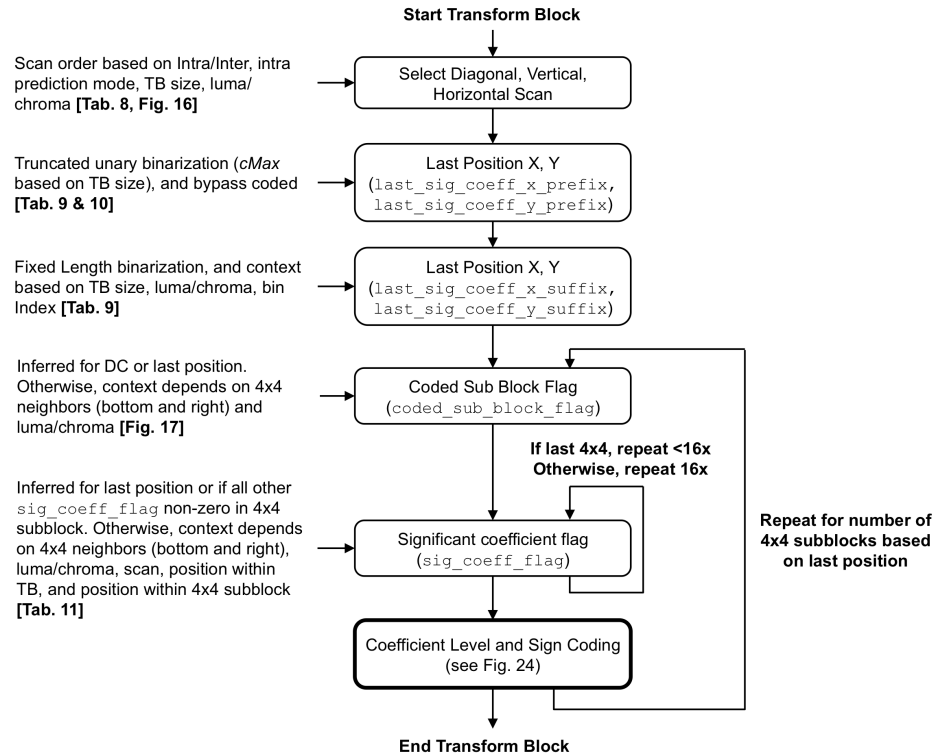 Start Transform Block
Scan order based on Intra/Inter, intra
prediction mode, TB size, luma/
chroma [Tab. 8, Fig. 16]
Select Diagonal, Vertical,
Horizontal Scan
Truncated unary binarization (cMax
based on TB size), and bypass coded
[Tab. 9 & 10]
Last Position X, Y
(last_sig_coeff_x_prefix,
last_sig_coeff_y_prefix)
Fixed Length binarization, and context
based on TB size, luma/chroma, bin
Index [Tab. 9]
Last Position X, Y
(last_sig_coeff_x_suffix,
last_sig_coeff_y_suffix)
Inferred for DC or last position.
Otherwise, context depends on 4x4
neighbors (bottom and right) and
luma/chroma [Fig. 17]
Coded Sub Block Flag
(coded_sub_block_flag)
If last 4x4, repeat <16x
Otherwise, repeat 16x
Inferred for last position or if all other
sig_coeff_flag non-zero in 4x4
subblock. Otherwise, context depends
on 4x4 neighbors (bottom and right),
luma/chroma, scan, position within
TB, and position within 4x4 subblock
[Tab. 11]
Significant coefficient flag
(sig_coeff_flag)
Repeat for number of
4x4 subblocks based
on last position
Coefficient Level and Sign Coding
(see Fig. 24)
End Transform Block